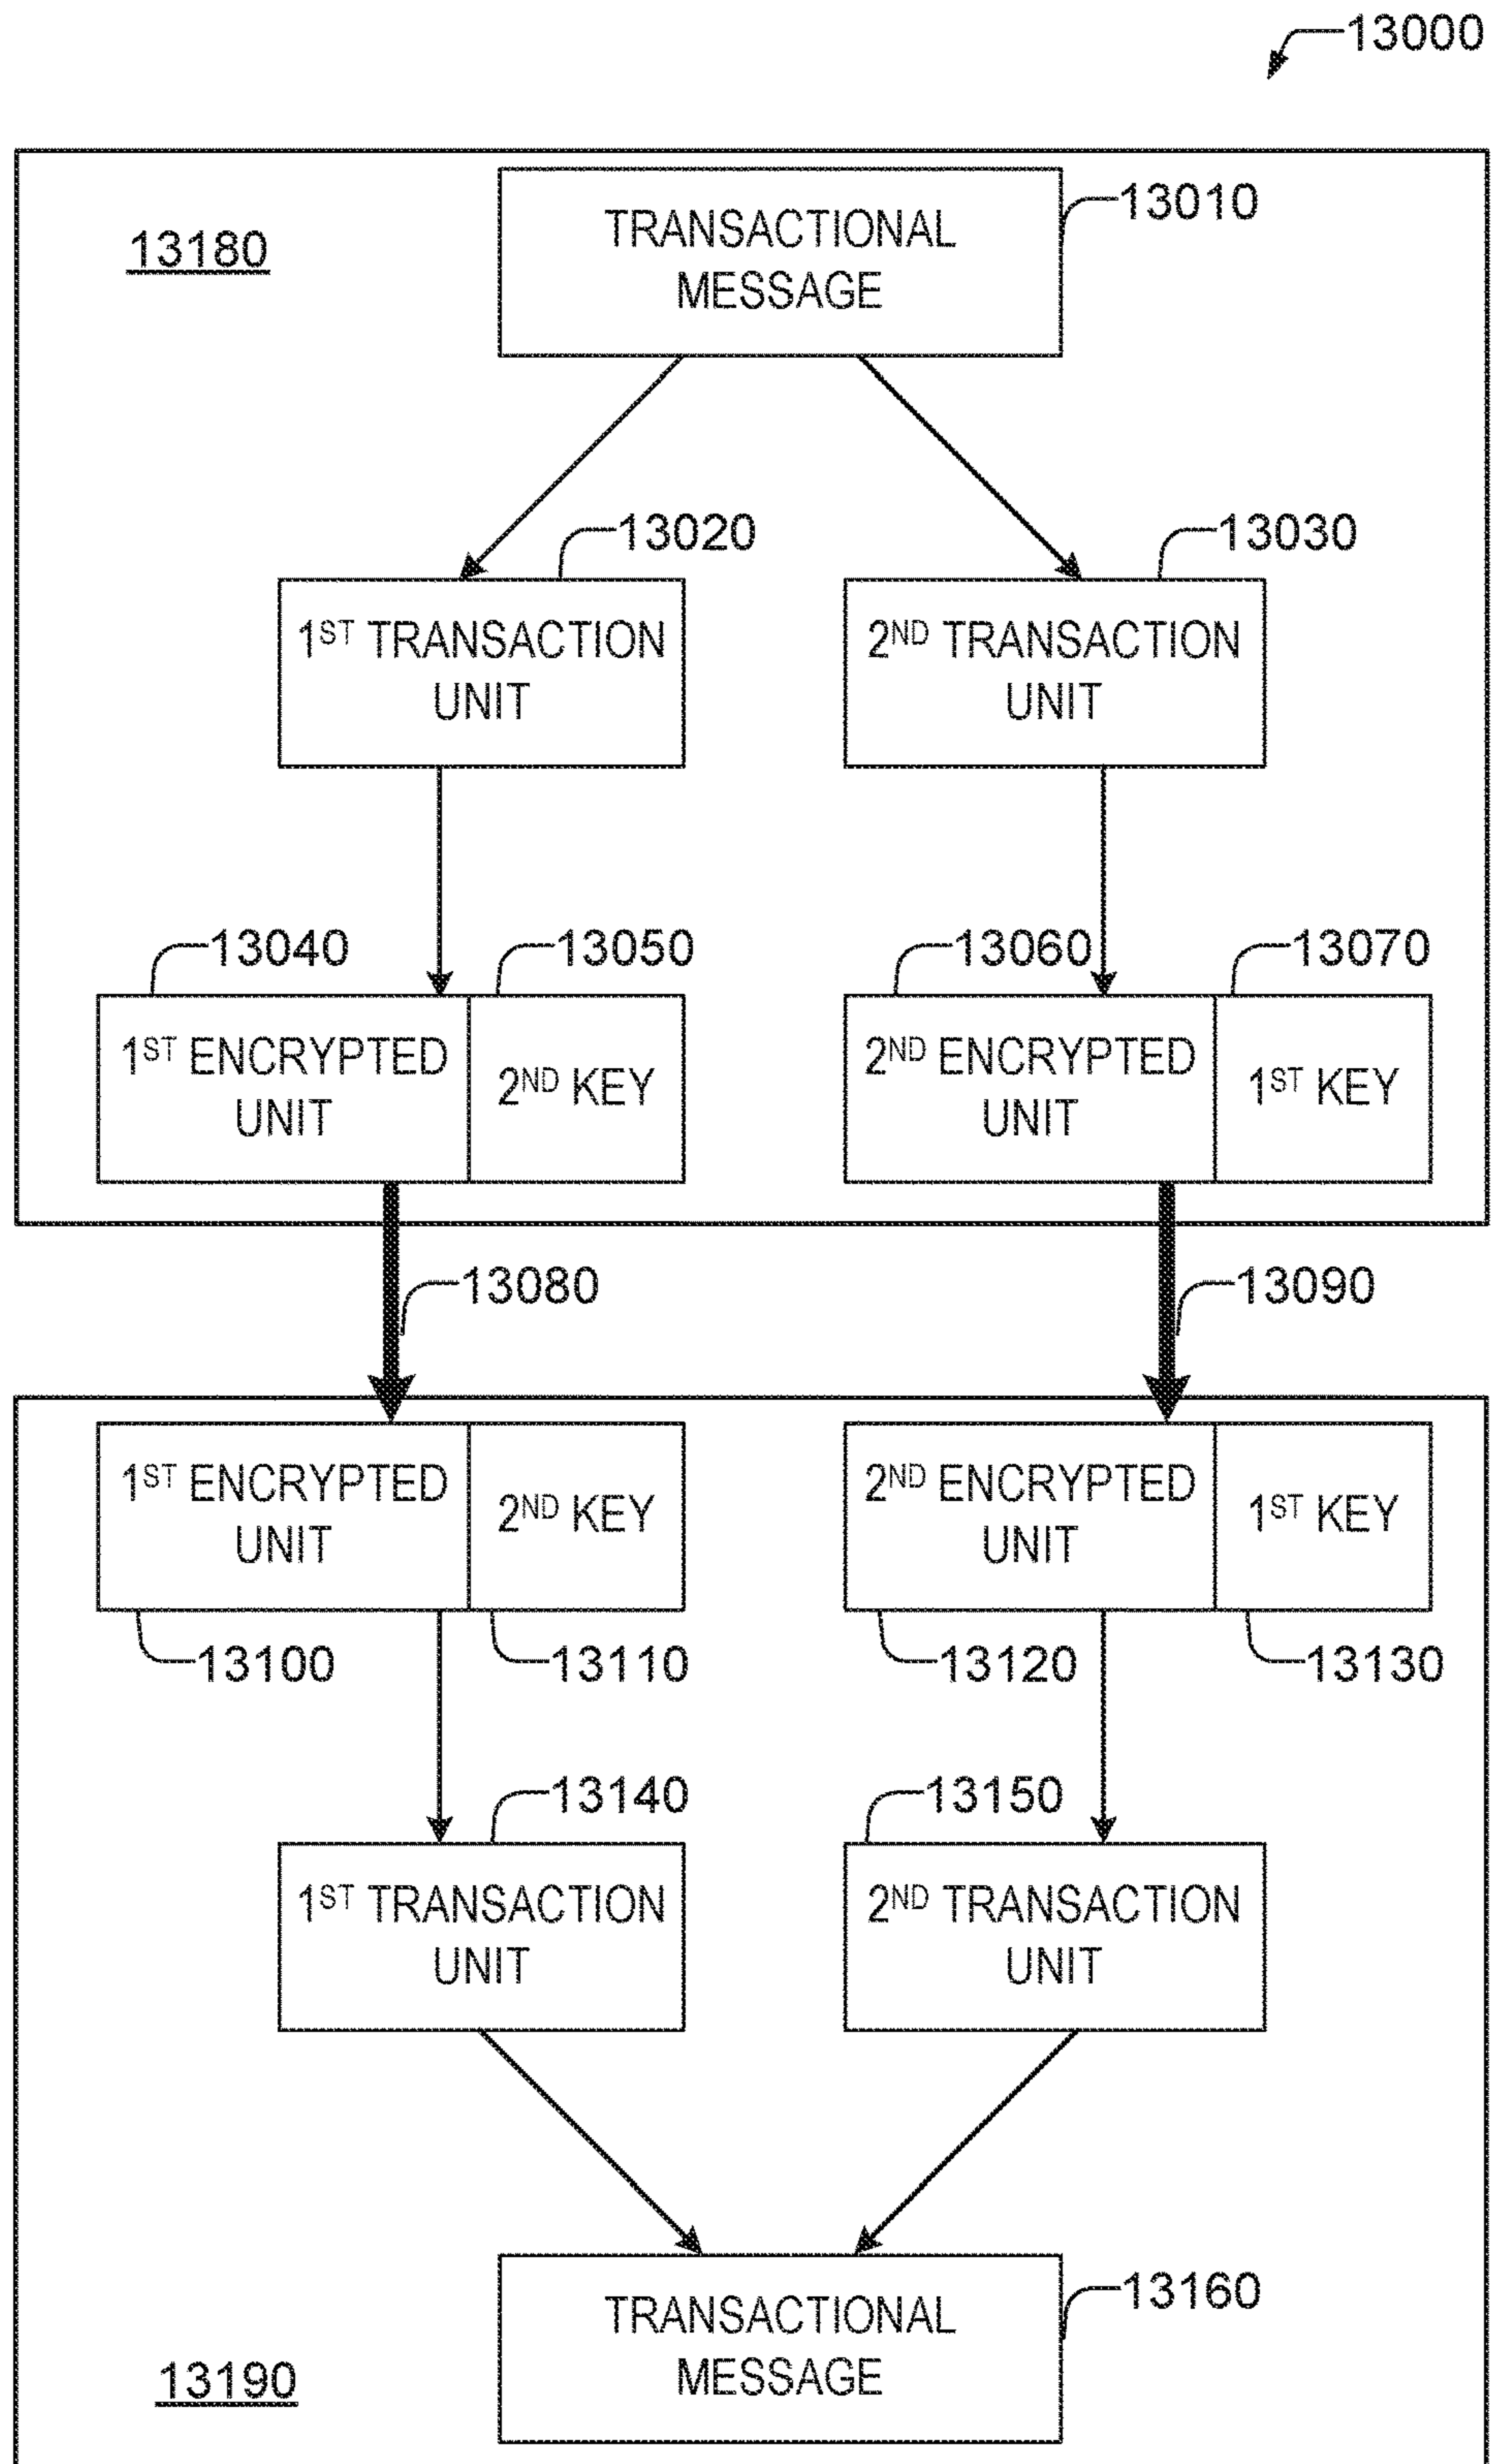 13000
TRANSACTIONAL
MESSAGE
13010
13180
13020
13030
1ST TRANSACTION
UNIT
2ND TRANSACTION
UNIT
13040
13050
13060
13070
1ST ENCRYPTED
UNIT
2ND KEY
2ND ENCRYPTED
UNIT
1ST KEY
13080
13090
1ST ENCRYPTED
UNIT
2ND KEY
2ND ENCRYPTED
UNIT
1ST KEY
13100
13110
13120
13130
13140
13150
1ST TRANSACTION
UNIT
2ND TRANSACTION
UNIT
TRANSACTIONAL
MESSAGE
13160
13190